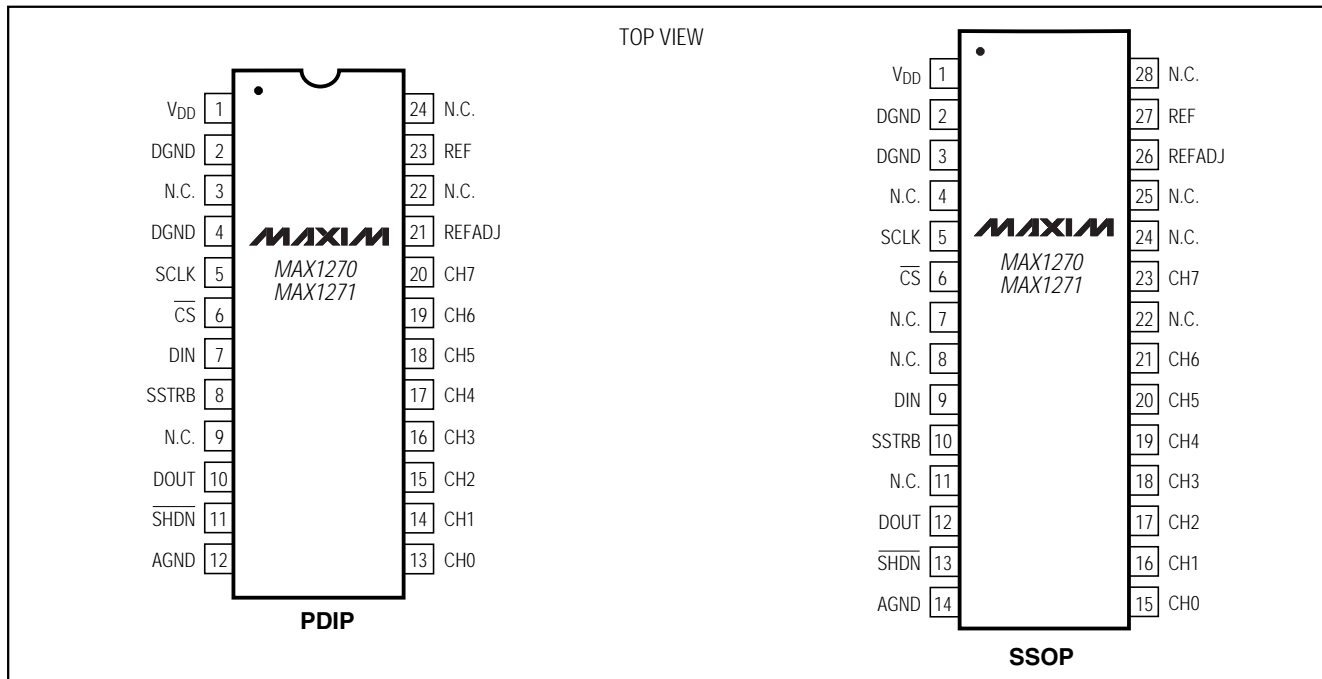 TOP VIEW
VDD 1
DGND 2
N.C. 3
DGND 4
SCLK 5
C̅S̅ 6
DIN 7
SSTRB 8
N.C. 9
DOUT 10
S̅H̅D̅N̅ 11
AGND 12
MAXIM
MAX1270
MAX1271
24 N.C.
23 REF
22 N.C.
21 REFADJ
20 CH7
19 CH6
18 CH5
17 CH4
16 CH3
15 CH2
14 CH1
13 CH0
PDIP
VDD 1
DGND 2
DGND 3
N.C. 4
SCLK 5
C̅S̅ 6
N.C. 7
N.C. 8
DIN 9
SSTRB 10
N.C. 11
DOUT 12
S̅H̅D̅N̅ 13
AGND 14
MAXIM
MAX1270
MAX1271
28 N.C.
27 REF
26 REFADJ
25 N.C.
24 N.C.
23 CH7
22 N.C.
21 CH6
20 CH5
19 CH4
18 CH3
17 CH2
16 CH1
15 CH0
SSOP